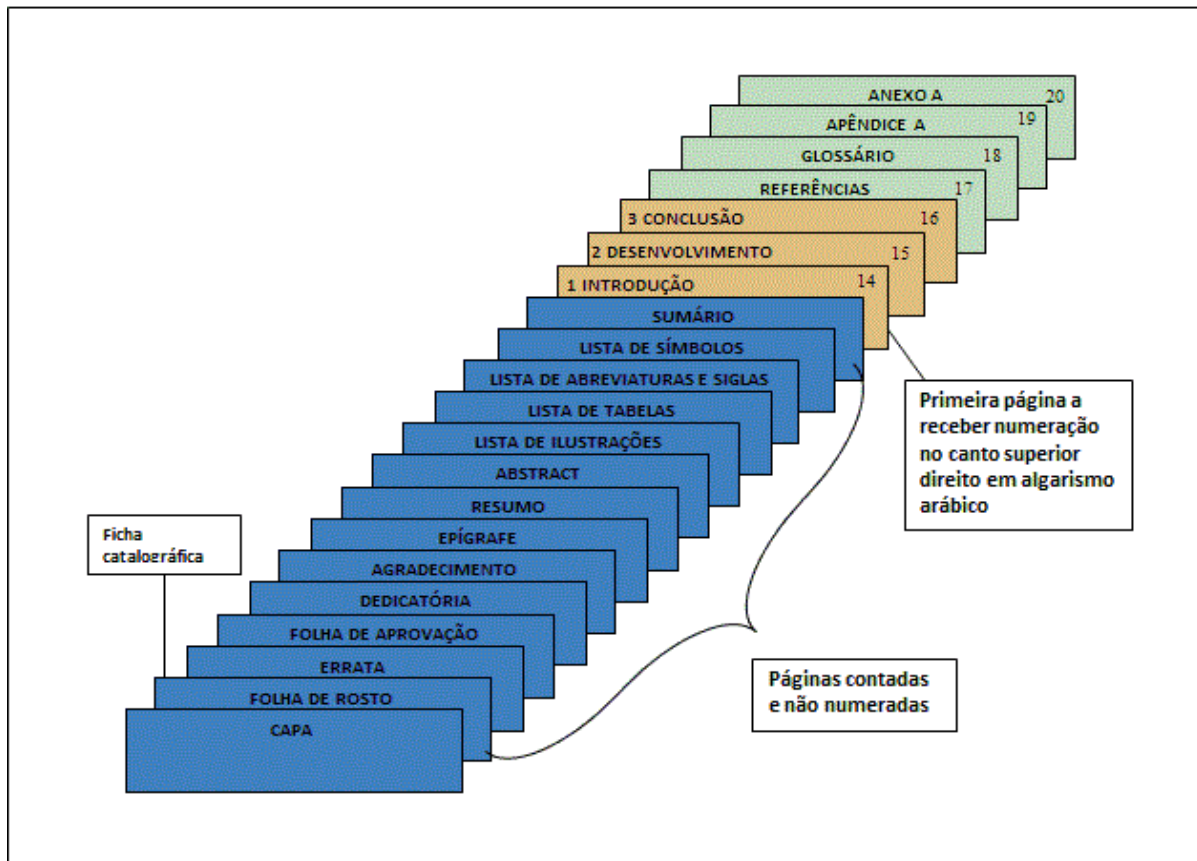 ANEXO A 20
APÊNDICE A 19
GLOSSÁRIO 18
REFERÊNCIAS 17
3 CONCLUSÃO 16
2 DESENVOLVIMENTO 15
1 INTRODUÇÃO 14
SUMÁRIO
LISTA DE SÍMBOLOS
LISTA DE ABREVIATURAS E SIGLAS
LISTA DE TABELAS
LISTA DE ILUSTRAÇÕES
ABSTRACT
RESUMO
EPÍGRAFE
AGRADECIMENTO
DEDICATÓRIA
FOLHA DE APROVAÇÃO
ERRATA
FOLHA DE ROSTO
CAPA
Primeira página a
receber numeração
no canto superior
direito em algarismo
arábico
Ficha
catalográfica
Páginas contadas
e não numeradas